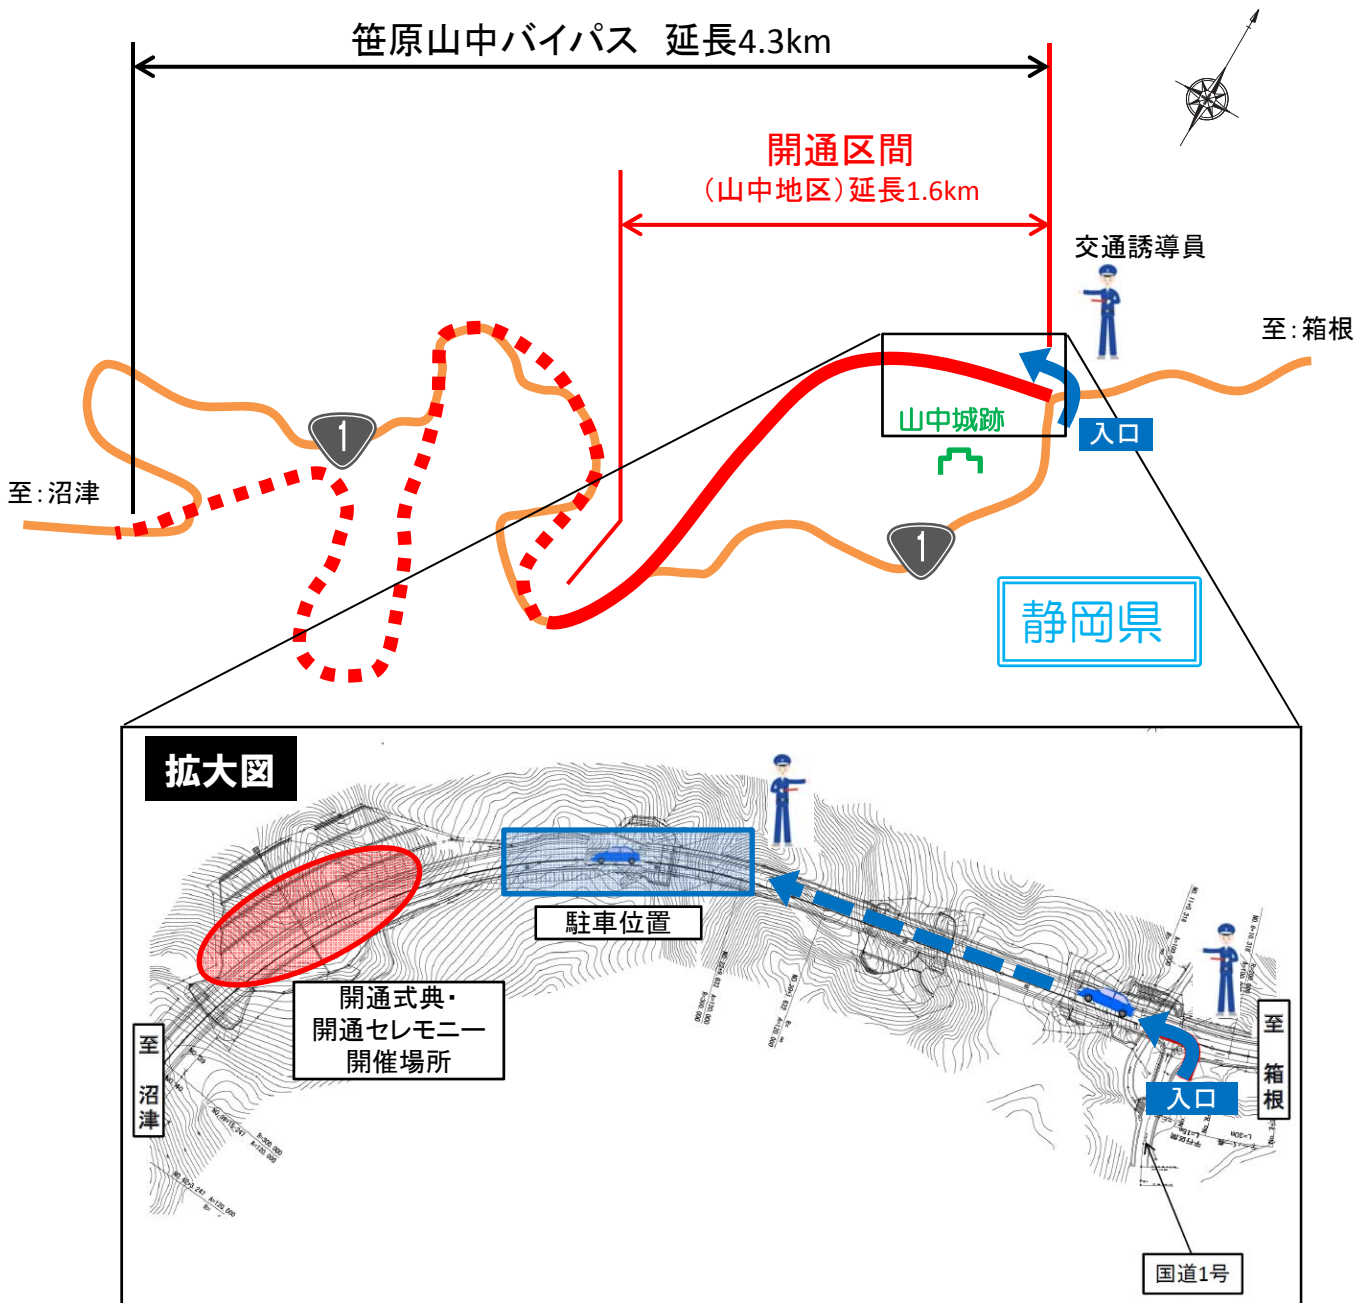 笹原山中バイパス 延長4.3km
開通区間
（山中地区）延長1.6km
交通誘導員
至：箱根
山中城跡
入口
1
至：沼津
1
静岡県
拡大図
駐車位置
開通式典・
開通セレモニー
開催場所
至 沼津
至 箱根
入口
国道1号